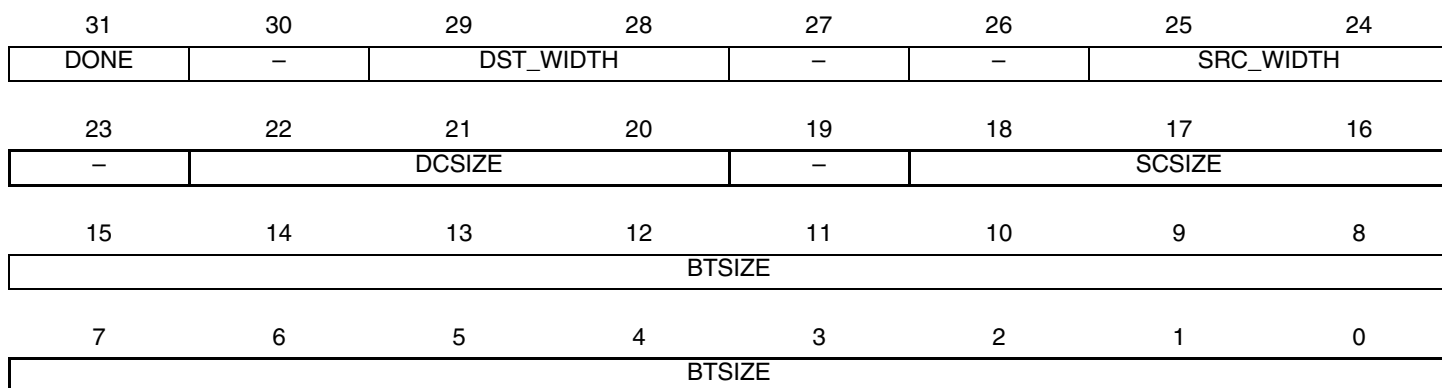 31 30 29 28 27 26 25 24
DONE – DST_WIDTH – – SRC_WIDTH
23 22 21 20 19 18 17 16
– DCSIZE – SCSIZE
15 14 13 12 11 10 9 8
BTSIZE
7 6 5 4 3 2 1 0
BTSIZE